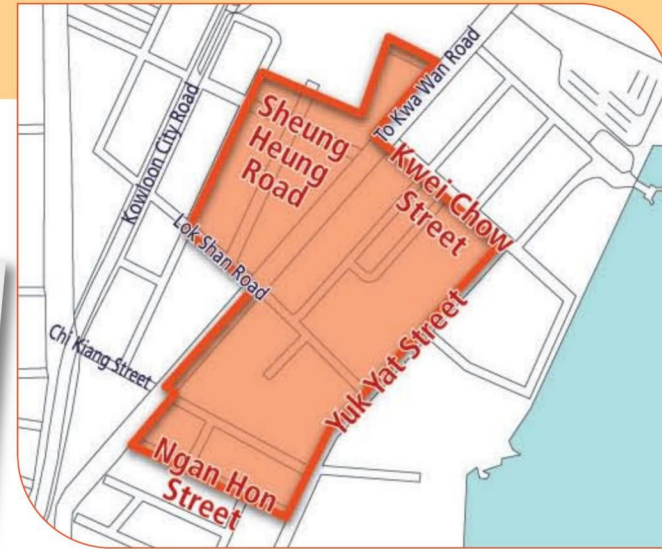 To Kwa Wan Road
Sheung
Heung
Road
Kowloon City Road
Kwei Chow
Street
Lok Shan Road
Chi Kiang Street
Yuk Yat Street
Ngan Hon
Street